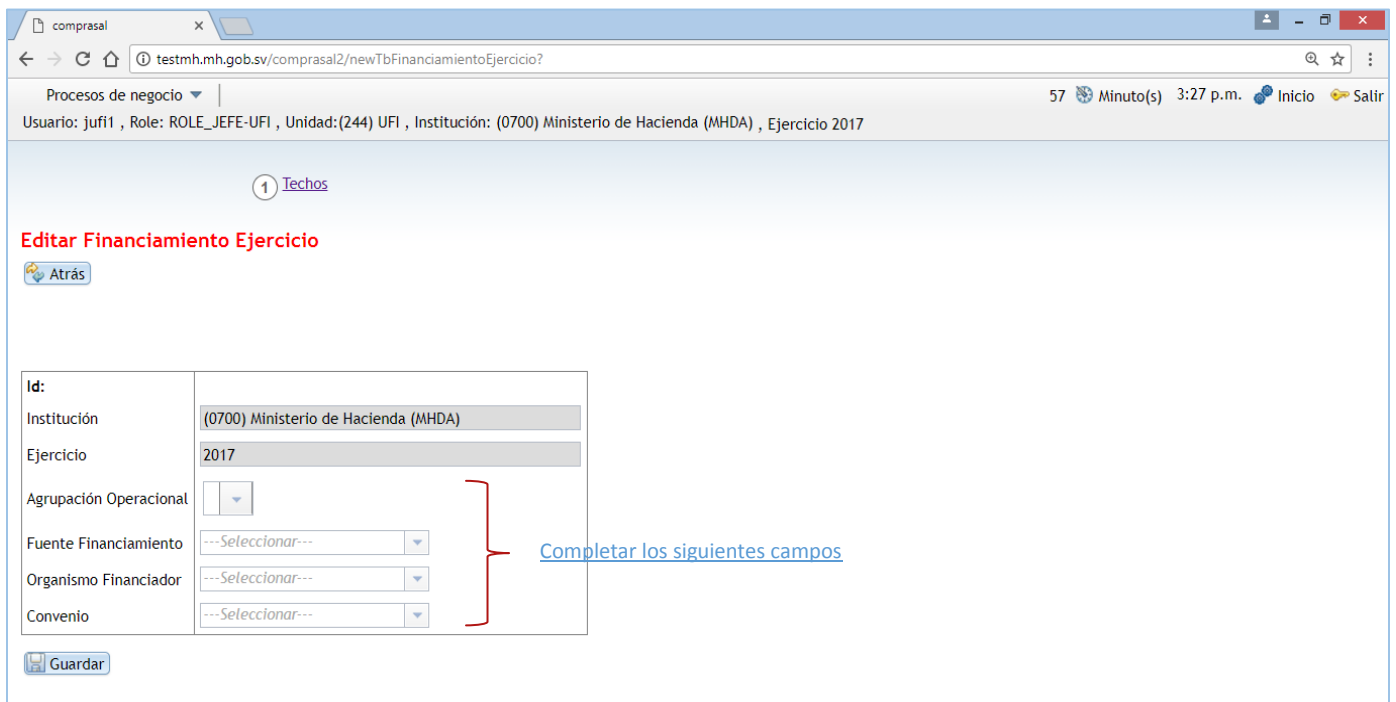 comprasal
testmh.mh.gob.sv/comprasal2/newTbFinanciamientoEjercicio?
Procesos de negocio 57 Minuto(s) 3:27 p.m. Inicio Salir
Usuario: jufi1 , Role: ROLE_JEFE-UFI , Unidad:(244) UFI , Institución: (0700) Ministerio de Hacienda (MHDA) , Ejercicio 2017
1 Techos
Editar Financiamiento Ejercicio
Atrás
Id:
Institución (0700) Ministerio de Hacienda (MHDA)
Ejercicio 2017
Agrupación Operacional
Fuente Financiamiento ---Seleccionar---
Completar los siguientes campos
Organismo Financiador ---Seleccionar---
Convenio ---Seleccionar---
Guardar